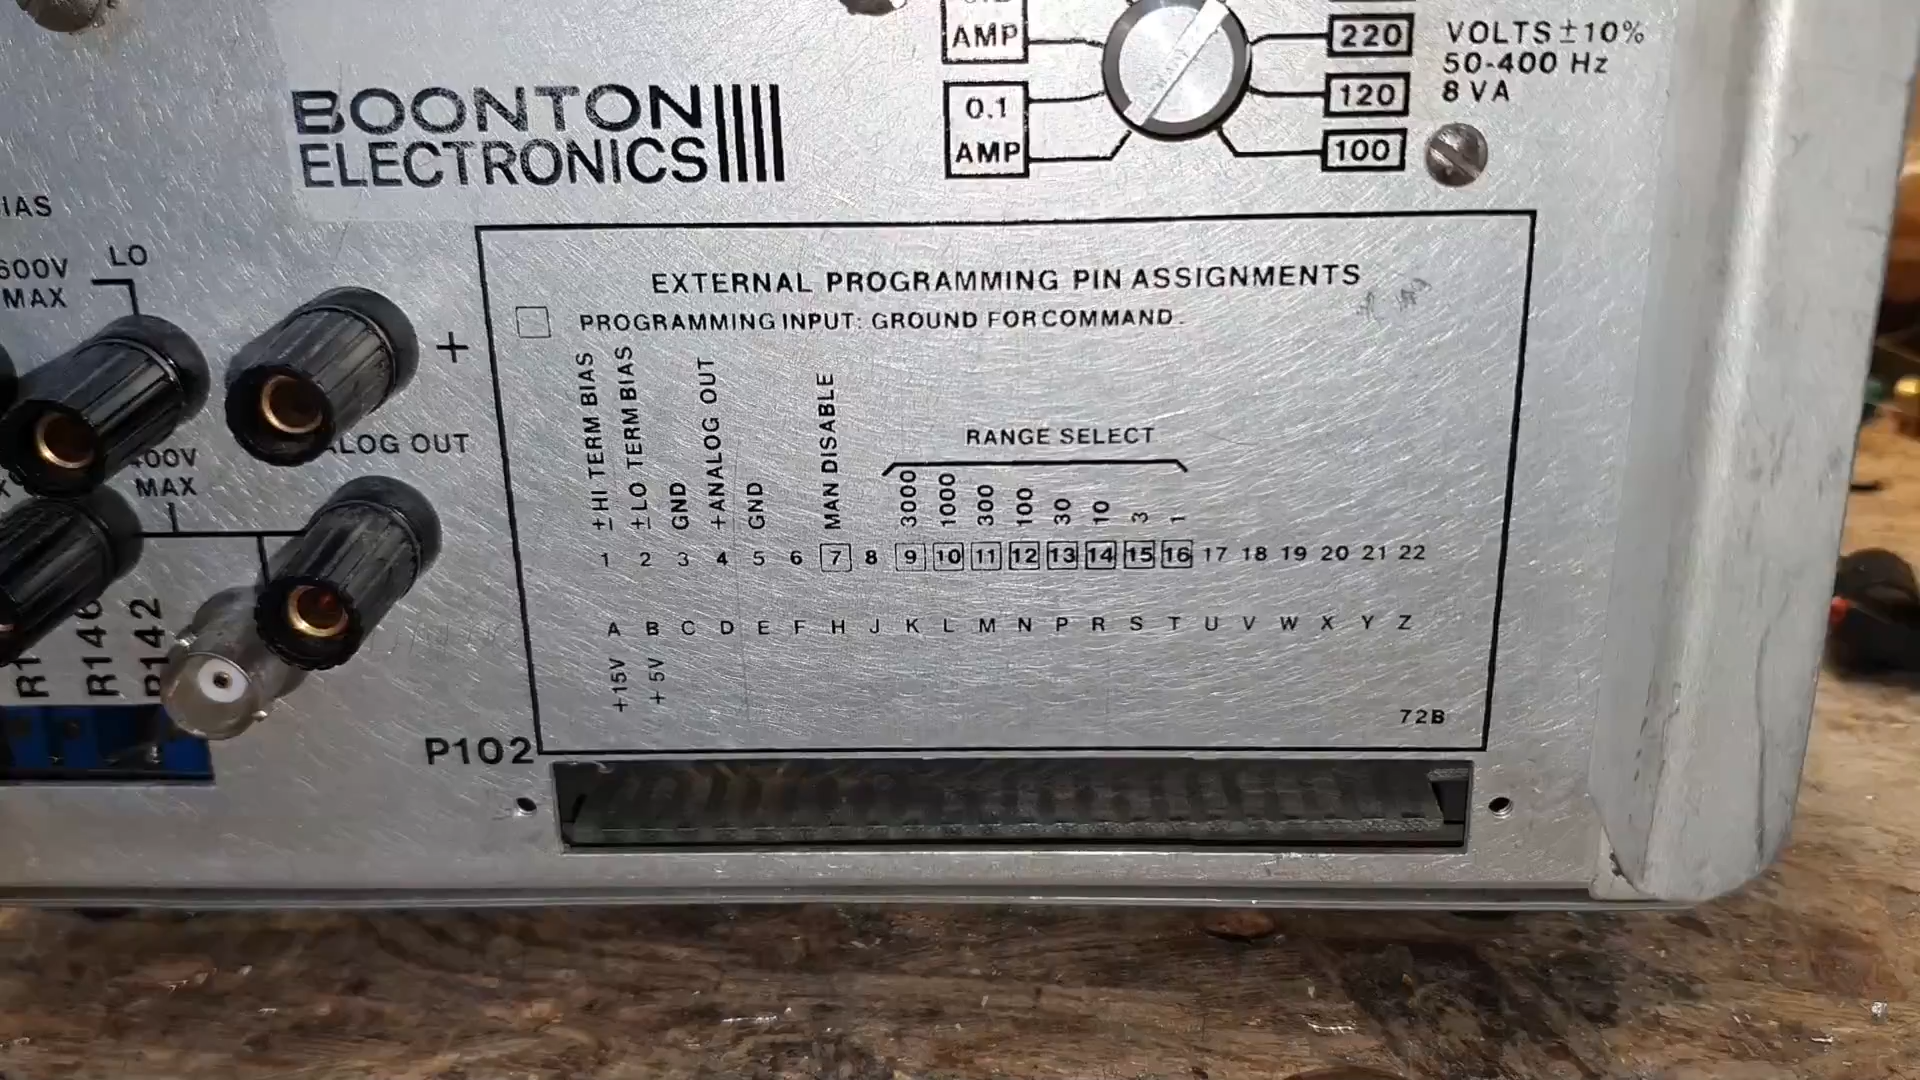 AMP
0.1
AMP
220
120
100
VOLTS ±10%
50-400 Hz
8 VA
BOONTON
ELECTRONICS
LO
MAX
+
MAX
R146
R142
P102
EXTERNAL PROGRAMMING PIN ASSIGNMENTS
PROGRAMMING INPUT: GROUND FOR COMMAND.
±HI TERM BIAS
±LO TERM BIAS
GND
+ANALOG OUT
GND
MAN DISABLE
RANGE SELECT
3000 1000 300 100 30 10 3 1
1 2 3 4 5 6 7 8 9 10 11 12 13 14 15 16 17 18 19 20 21 22
A B C D E F H J K L M N P R S T U V W X Y Z
+15V
+5V
72B